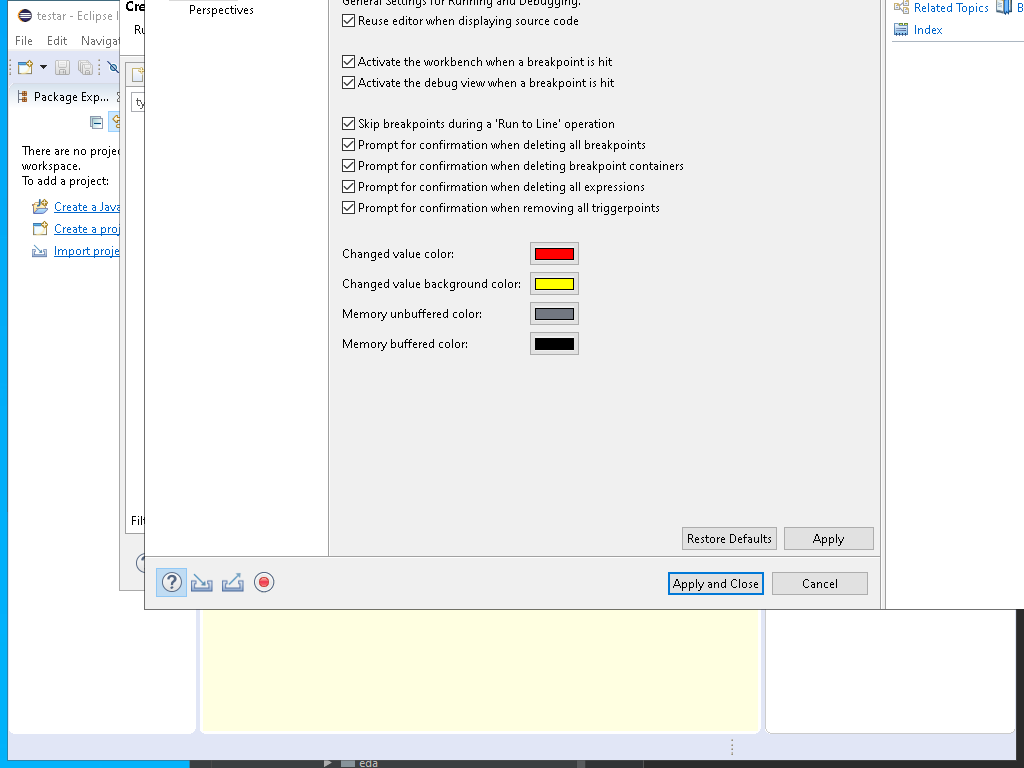 testar - Eclipse I
File Edit Navigat
Package Exp...
There are no projec
workspace.
To add a project:
Create a Java
Create a proj
Import proje
Cre
Ru
ty
Filt
Perspectives
General Settings for Running and Debugging.
Reuse editor when displaying source code
Activate the workbench when a breakpoint is hit
Activate the debug view when a breakpoint is hit
Skip breakpoints during a 'Run to Line' operation
Prompt for confirmation when deleting all breakpoints
Prompt for confirmation when deleting breakpoint containers
Prompt for confirmation when deleting all expressions
Prompt for confirmation when removing all triggerpoints
Changed value color:
Changed value background color:
Memory unbuffered color:
Memory buffered color:
Restore Defaults Apply
Apply and Close Cancel
Related Topics B
Index
eda